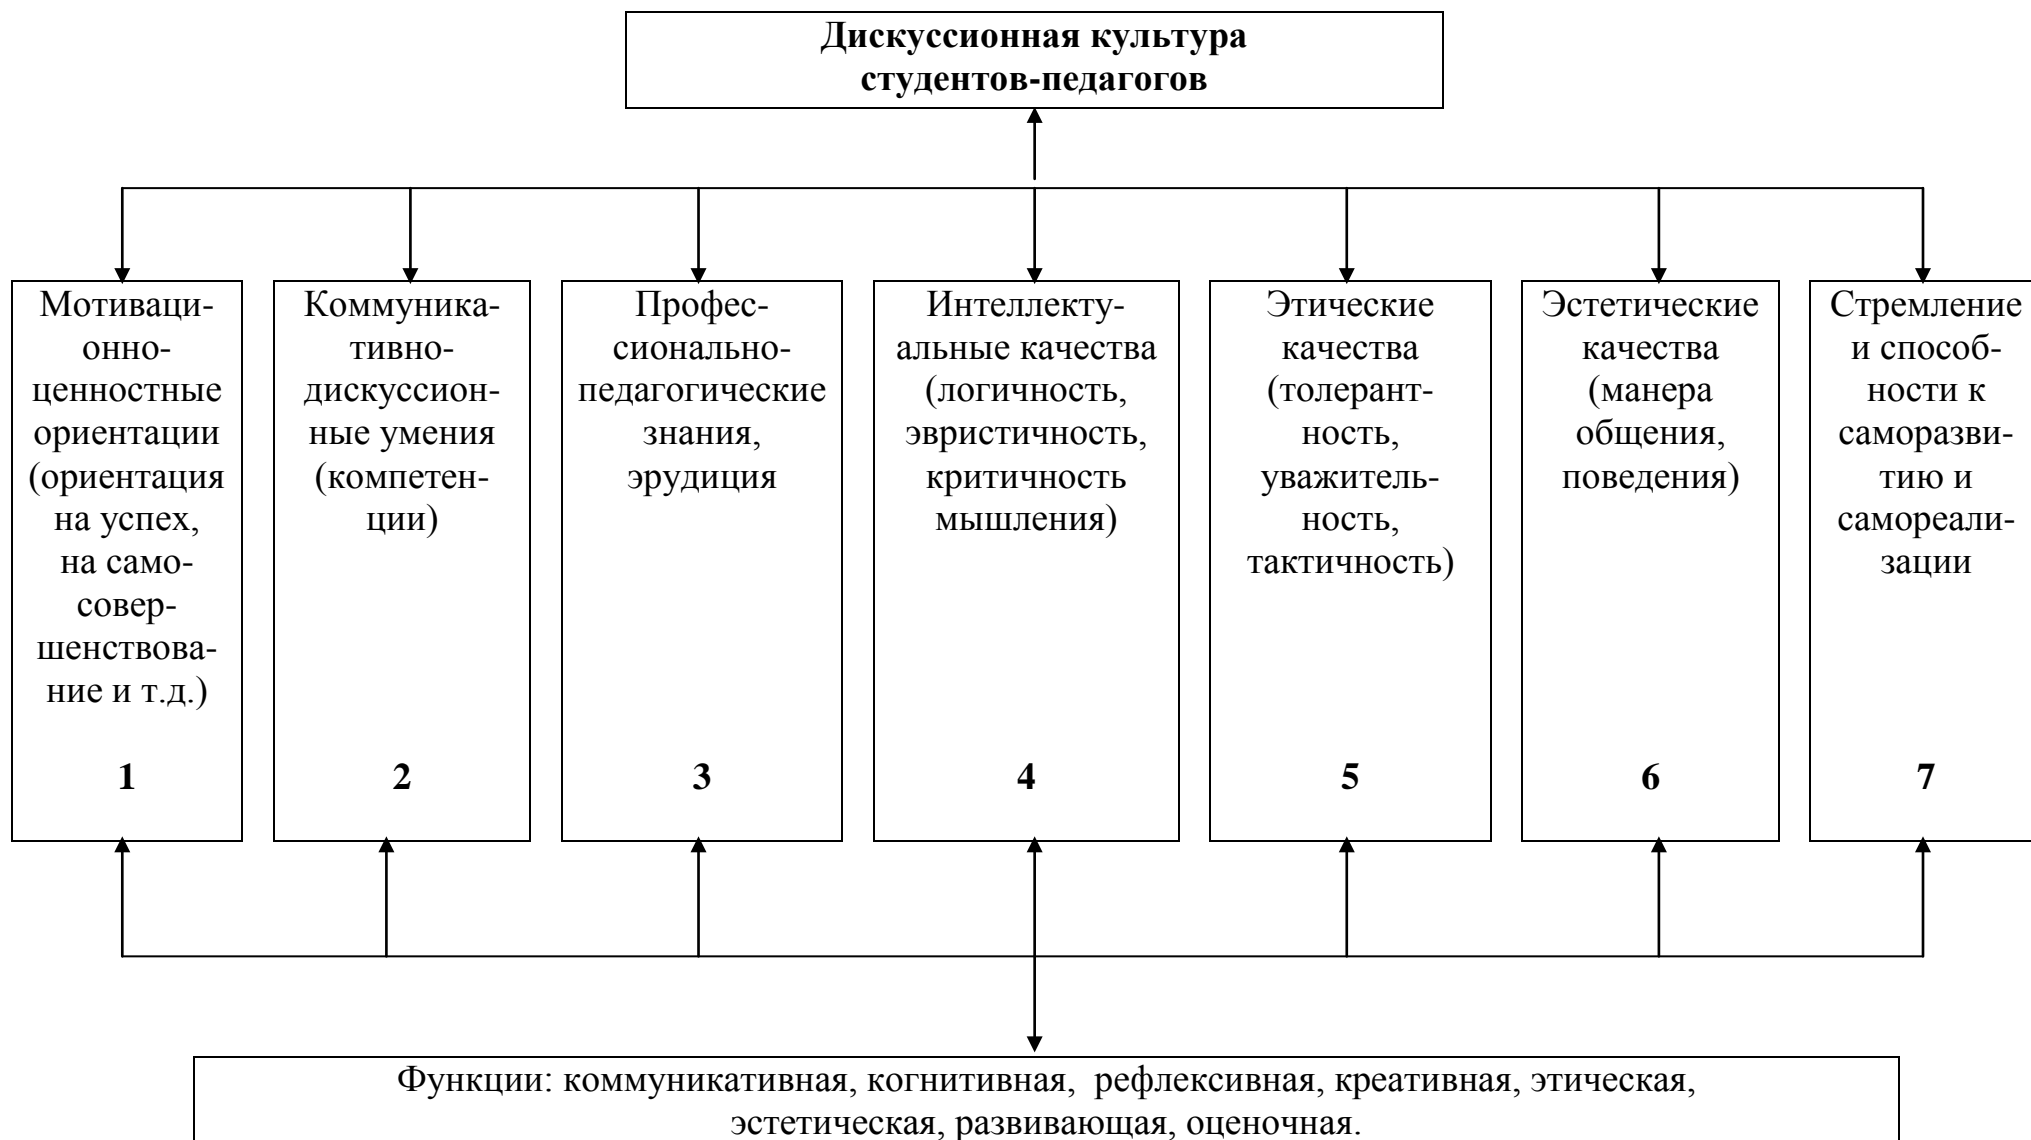 Дискуссионная культура
студентов-педагогов
Мотиваци-
онно-
ценностные
ориентации
(ориентация
на успех,
на само-
совер-
шенствова-
ние и т.д.)
1
Коммуника-
тивно-
дискуссион-
ные умения
(компетен-
ции)
2
Профес-
сионально-
педагогические
знания,
эрудиция
3
Интеллекту-
альные качества
(логичность,
эвристичность,
критичность
мышления)
4
Этические
качества
(толерант-
ность,
уважитель-
ность,
тактичность)
5
Эстетические
качества
(манера
общения,
поведения)
6
Стремление
и способ-
ности к
саморазви-
тию и
самореали-
зации
7
Функции: коммуникативная, когнитивная, рефлексивная, креативная, этическая,
эстетическая, развивающая, оценочная.